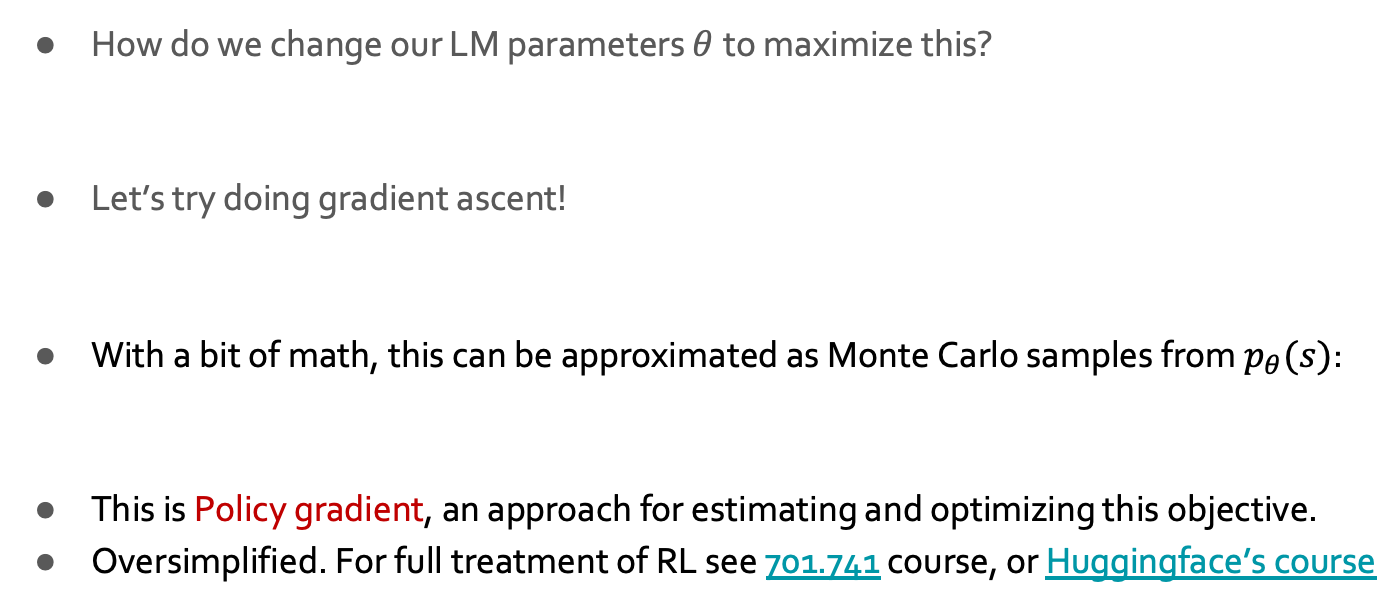 ● How do we change our LM parameters θ to maximize this?
● Let's try doing gradient ascent!
● With a bit of math, this can be approximated as Monte Carlo samples from pθ(s):
● This is Policy gradient, an approach for estimating and optimizing this objective.
● Oversimplified. For full treatment of RL see 701.741 course, or Huggingface's course